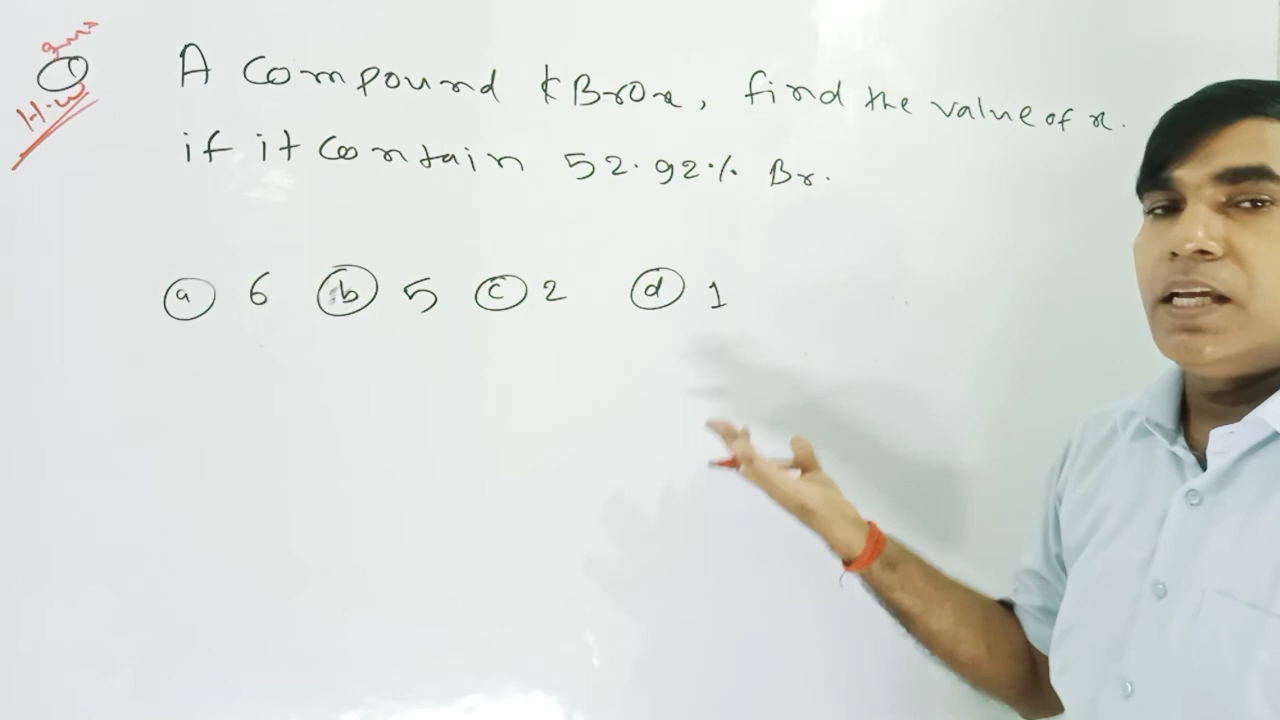 A compound KBrOx, find the value of x.
H.W
if it contain 52.92% Br.
a 6 b 5 c 2 d 1